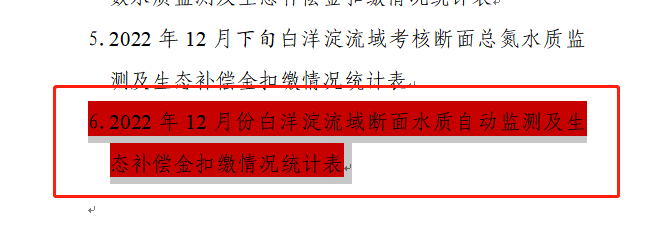 数水质监测及生态补偿金扣缴情况统计表
5. 2022 年 12 月下旬白洋淀流域考核断面总氮水质监
测及生态补偿金扣缴情况统计表
6. 2022 年 12 月份白洋淀流域断面水质自动监测及生
态补偿金扣缴情况统计表